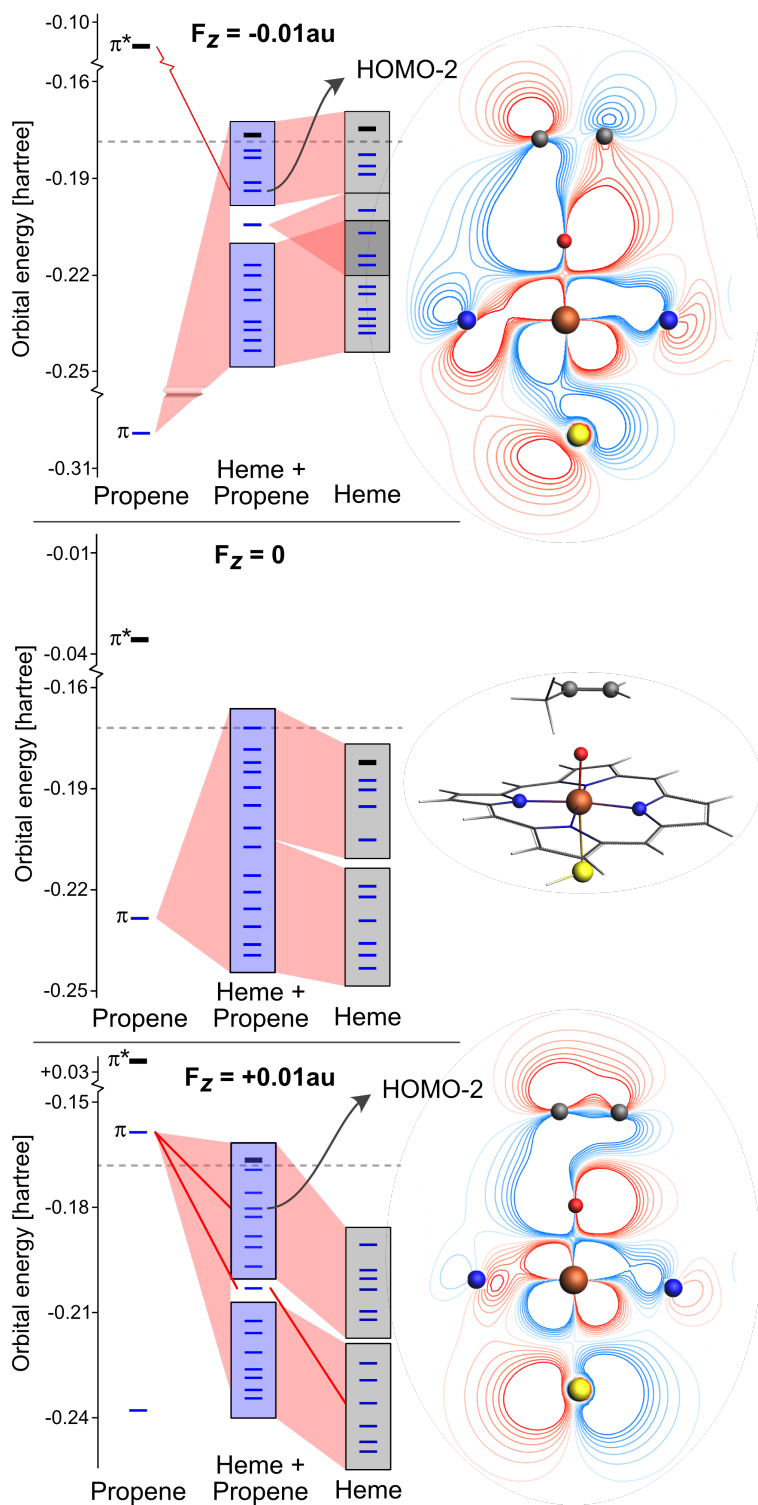 F_z = -0.01au
Orbital energy [hartree]
-0.10
-0.16
-0.19
-0.22
-0.25
-0.31
π*
π
HOMO-2
Propene
Heme +
Propene
Heme
F_z = 0
Orbital energy [hartree]
-0.01
-0.04
-0.16
-0.19
-0.22
-0.25
π*
π
Propene
Heme +
Propene
Heme
F_z = +0.01au
Orbital energy [hartree]
+0.03
-0.15
-0.18
-0.21
-0.24
π*
π
HOMO-2
Propene
Heme +
Propene
Heme